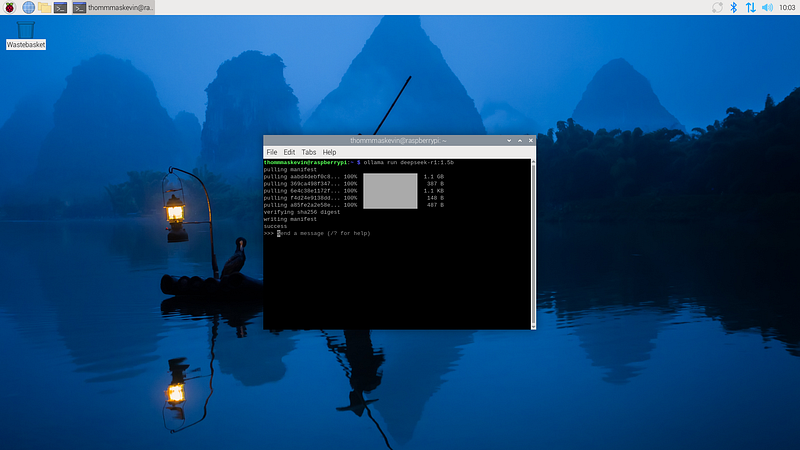 thommmaskevin@ra...
10:03
Wastebasket
thommmaskevin@raspberrypi: ~
File Edit Tabs Help
thommmaskevin@raspberrypi:~ $ ollama run deepseek-r1:1.5b
pulling manifest
pulling aabd4debf0c8... 100% 1.1 GB
pulling 369ca498f347... 100% 387 B
pulling 6e4c38e1172f... 100% 1.1 KB
pulling f4d24e9138dd... 100% 148 B
pulling a85fe2a2e58e... 100% 487 B
verifying sha256 digest
writing manifest
success
>>> Send a message (/? for help)